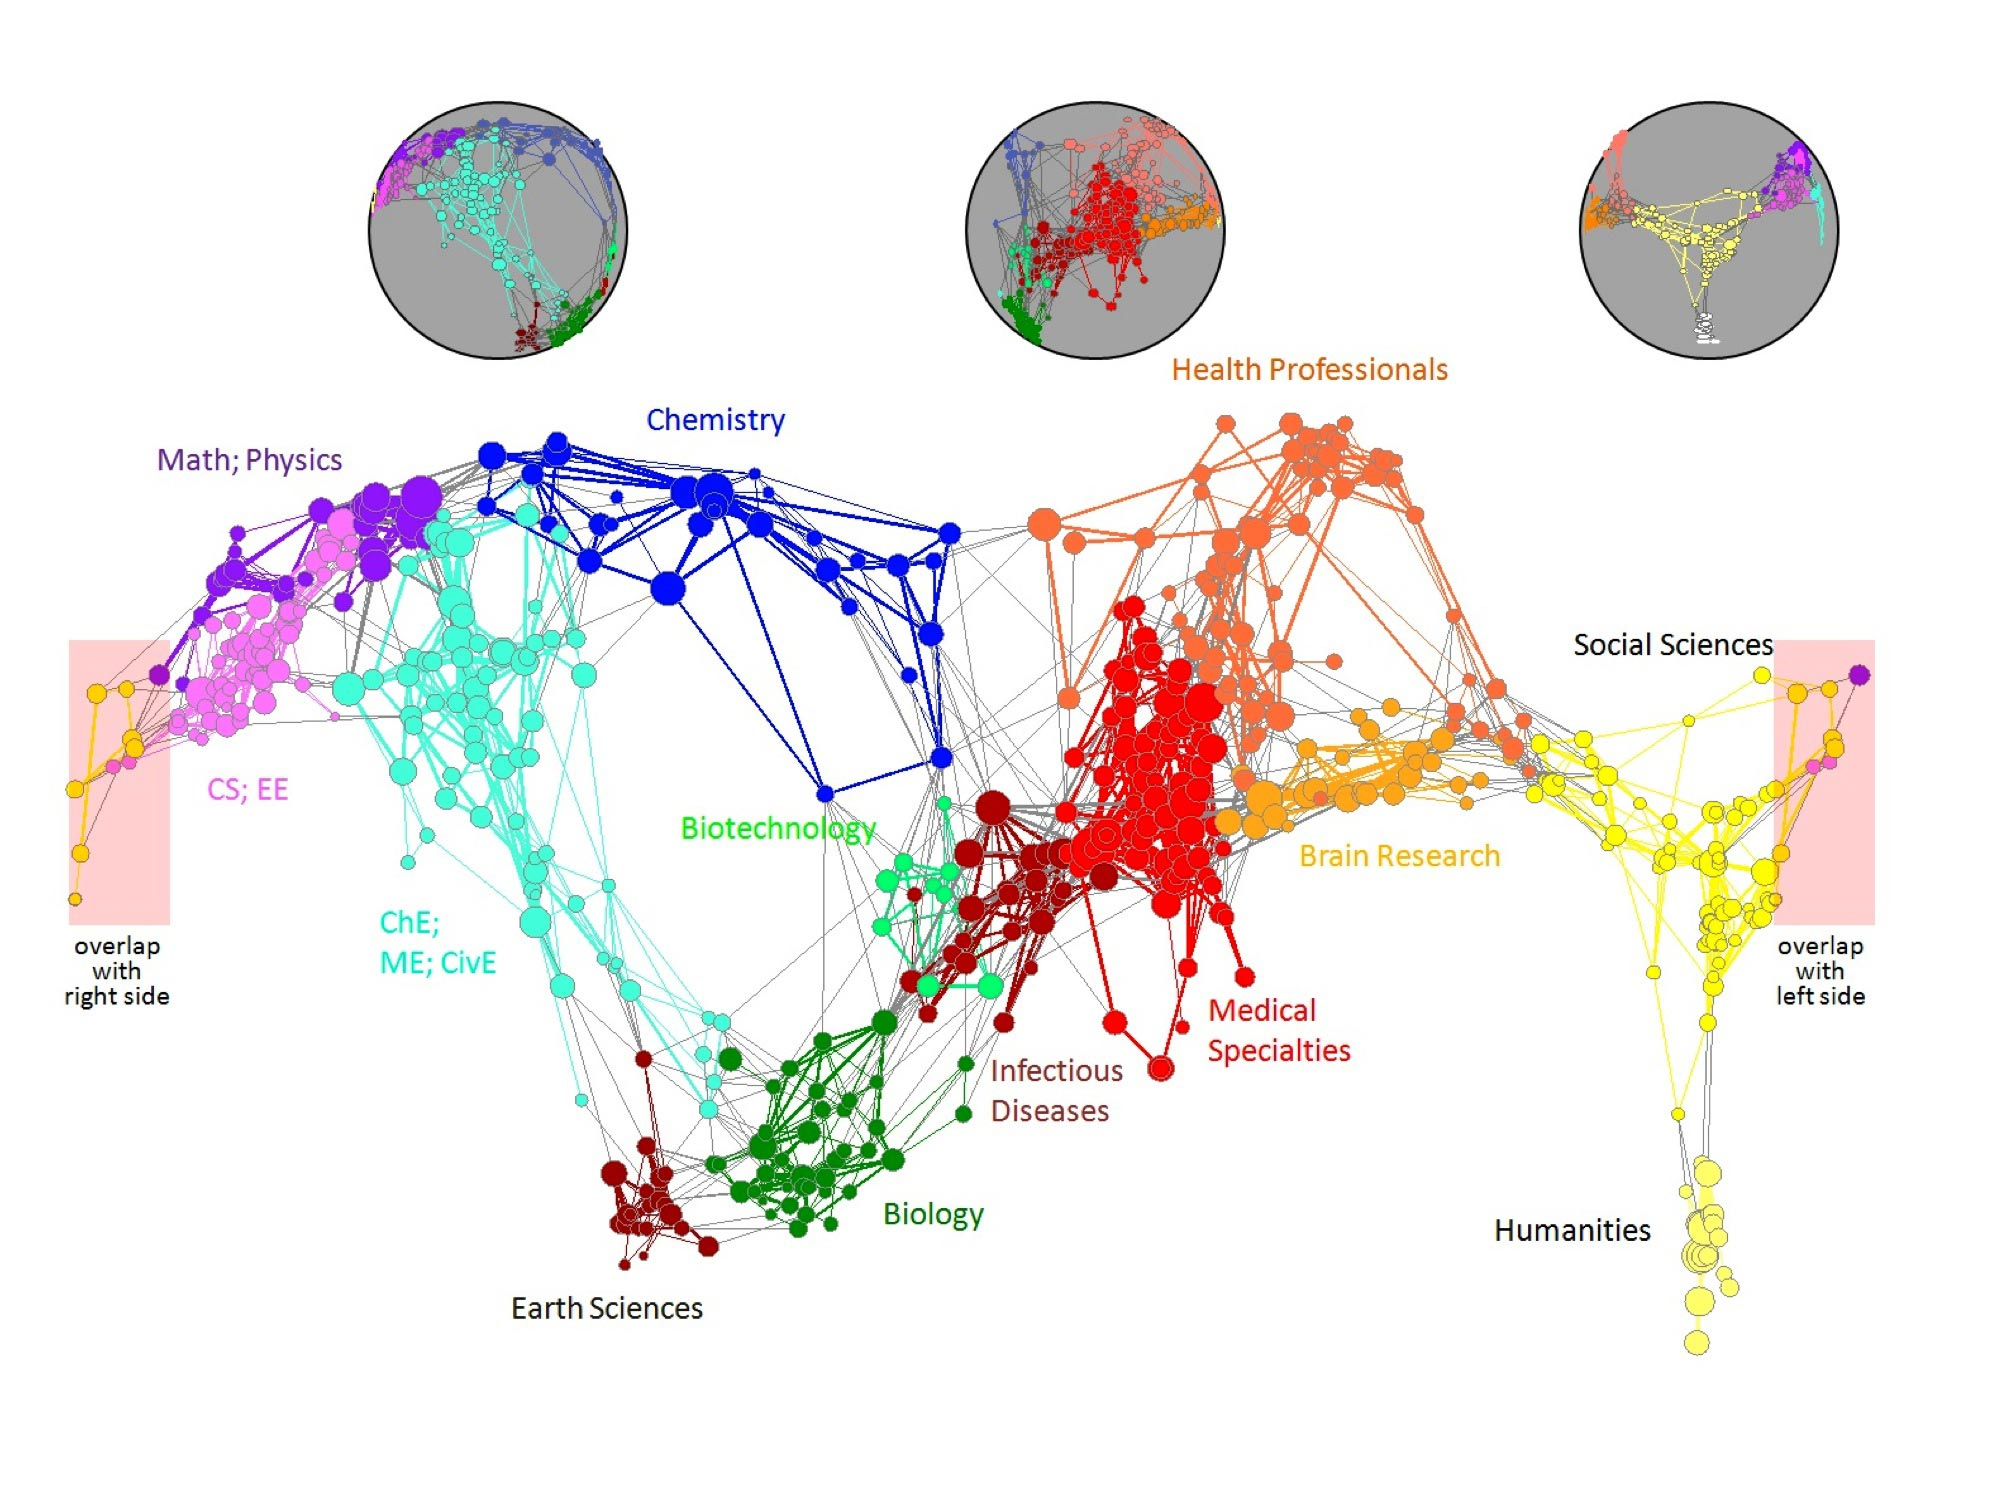 Health Professionals
Chemistry
Math; Physics
Social Sciences
CS; EE
Biotechnology
Brain Research
ChE;
ME; CivE
overlap
with
right side
overlap
with
left side
Medical
Specialties
Infectious
Diseases
Biology
Humanities
Earth Sciences